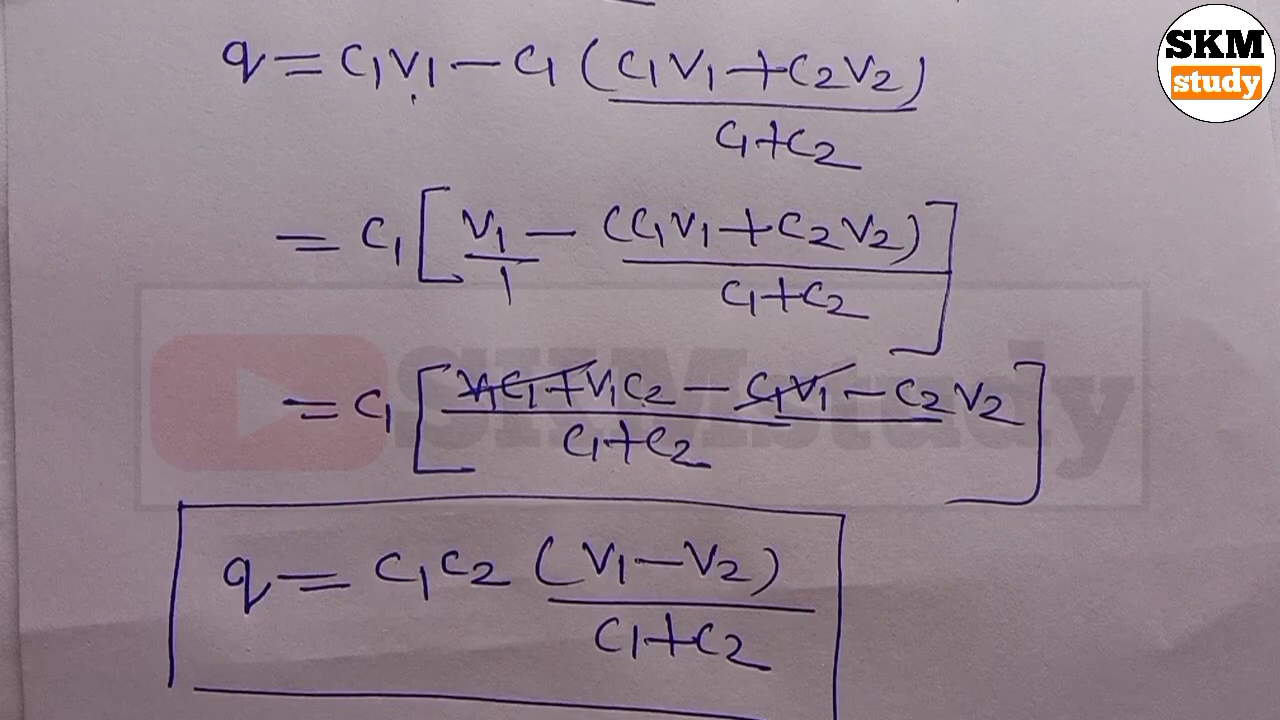 SKM
study
q = C1V1 - C1 (C1V1 + C2V2)
C1+C2
= C1 [ V1/1 - (C1V1 + C2V2) ]
C1+C2
= C1 [ V1C1 + V1C2 - C1V1 - C2V2 ]
C1+C2
SKMstudy
q = C1C2 (V1 - V2)
C1+C2